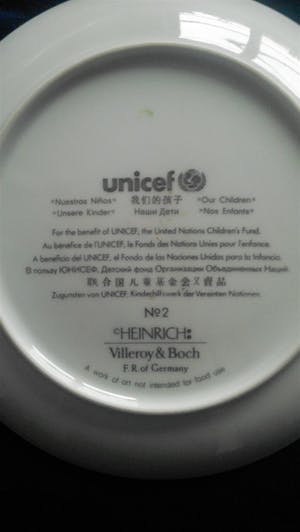 unicef
"Nuestros Niños" 我们的孩子 "Our Children"
"Unsere Kinder" Наши Дети "Nos Enfants"
For the benefit of UNICEF, the United Nations Children's Fund.
Au bénéfice de l'UNICEF, le Fonds des Nations Unies pour l'enfance.
A beneficio del UNICEF, el Fondo de las Naciones Unidas para la Infancia.
В пользу ЮНИСЕФ, Детский фонд Организации Объединенных Наций.
联合国儿童基金会义卖品
Zugunsten von UNICEF, Kinderhilfswerk der Vereinten Nationen.
№2
©HEINRICH:
Villeroy & Boch
F. R. of Germany
A work of art not intended for food use